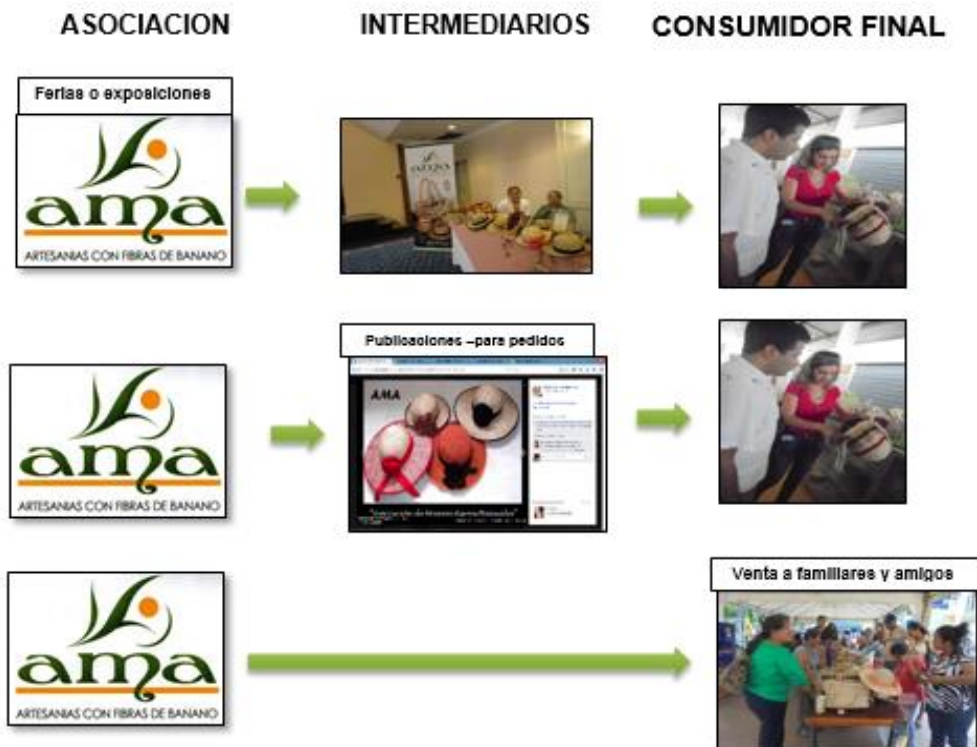 ASOCIACION
INTERMEDIARIOS
CONSUMIDOR FINAL
Ferias o exposiciones
ama
ARTESANIAS CON FIBRAS DE BANANO
Publicaciones –para pedidos
AMA
ama
ARTESANIAS CON FIBRAS DE BANANO
Venta a familiares y amigos
ama
ARTESANIAS CON FIBRAS DE BANANO